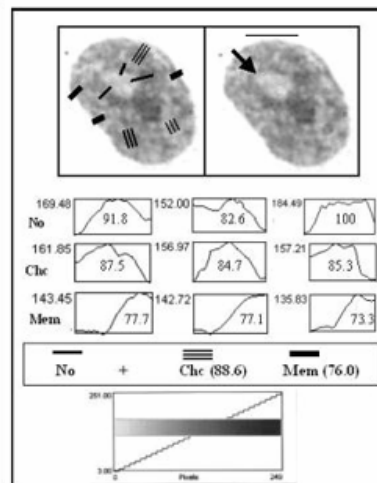 169.48 152.00 184.49
No 91.8 82.6 100
161.85 156.97 157.21
Chc 87.5 84.7 85.3
143.45 142.72 135.83
Mem 77.7 77.1 73.3
No + Chc (88.6) Mem (76.0)
251.00
3.00
0 Pixels 249